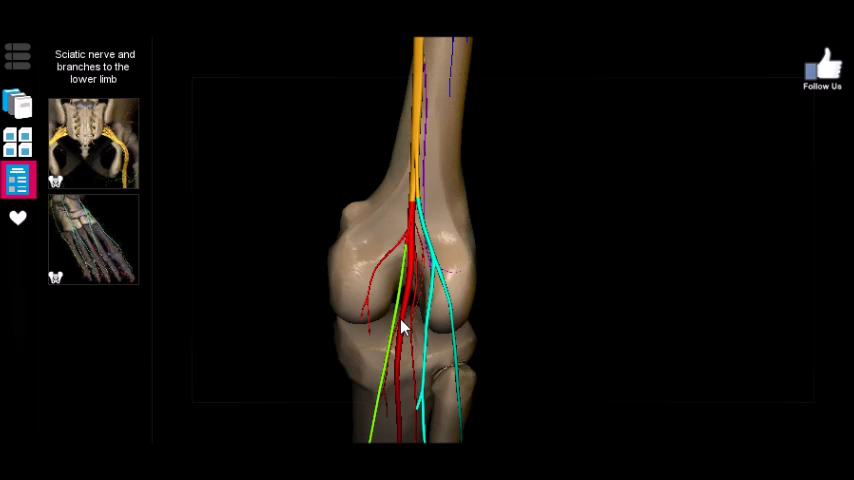 Sciatic nerve and
branches to the
lower limb
Follow Us